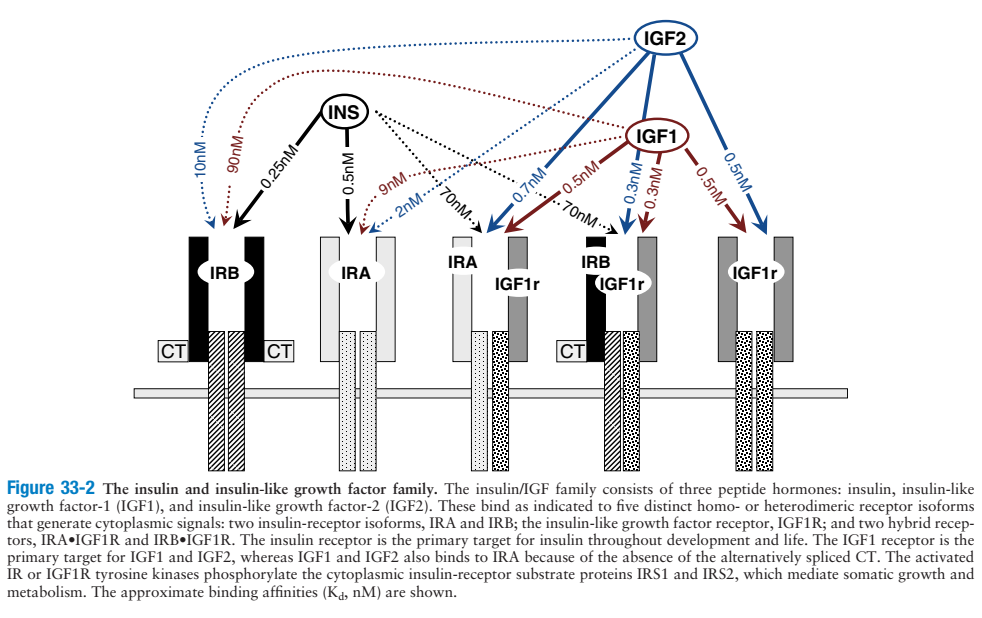 IGF2
INS
IGF1
10nM
90nM
0.25nM
0.5nM
9nM
2nM
70nM
0.7nM
0.5nM
70nM
0.3nM
0.3nM
0.5nM
0.5nM
IRB
IRA
IRA
IGF1r
IRB
IGF1r
IGF1r
CT
CT
CT
Figure 33-2 The insulin and insulin-like growth factor family. The insulin/IGF family consists of three peptide hormones: insulin, insulin-like
growth factor-1 (IGF1), and insulin-like growth factor-2 (IGF2). These bind as indicated to five distinct homo- or heterodimeric receptor isoforms
that generate cytoplasmic signals: two insulin-receptor isoforms, IRA and IRB; the insulin-like growth factor receptor, IGF1R; and two hybrid recep-
tors, IRA•IGF1R and IRB•IGF1R. The insulin receptor is the primary target for insulin throughout development and life. The IGF1 receptor is the
primary target for IGF1 and IGF2, whereas IGF1 and IGF2 also binds to IRA because of the absence of the alternatively spliced CT. The activated
IR or IGF1R tyrosine kinases phosphorylate the cytoplasmic insulin-receptor substrate proteins IRS1 and IRS2, which mediate somatic growth and
metabolism. The approximate binding affinities (Kd, nM) are shown.